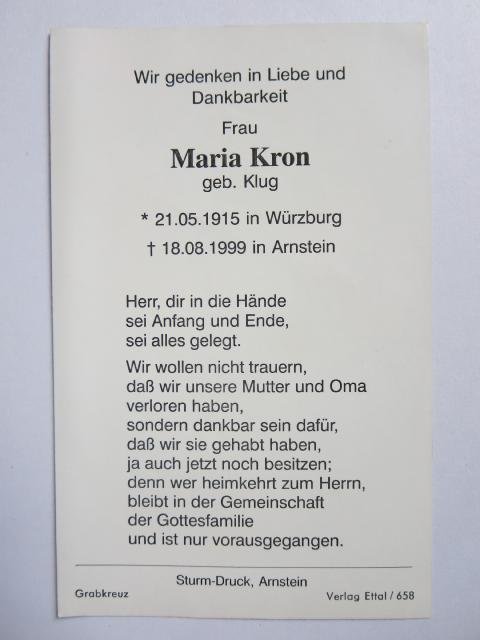 Wir gedenken in Liebe und
Dankbarkeit
Frau
Maria Kron
geb. Klug
* 21.05.1915 in Würzburg
† 18.08.1999 in Arnstein
Herr, dir in die Hände
sei Anfang und Ende,
sei alles gelegt.
Wir wollen nicht trauern,
daß wir unsere Mutter und Oma
verloren haben,
sondern dankbar sein dafür,
daß wir sie gehabt haben,
ja auch jetzt noch besitzen;
denn wer heimkehrt zum Herrn,
bleibt in der Gemeinschaft
der Gottesfamilie
und ist nur vorausgegangen.
Sturm-Druck, Arnstein
Grabkreuz Verlag Ettal / 658